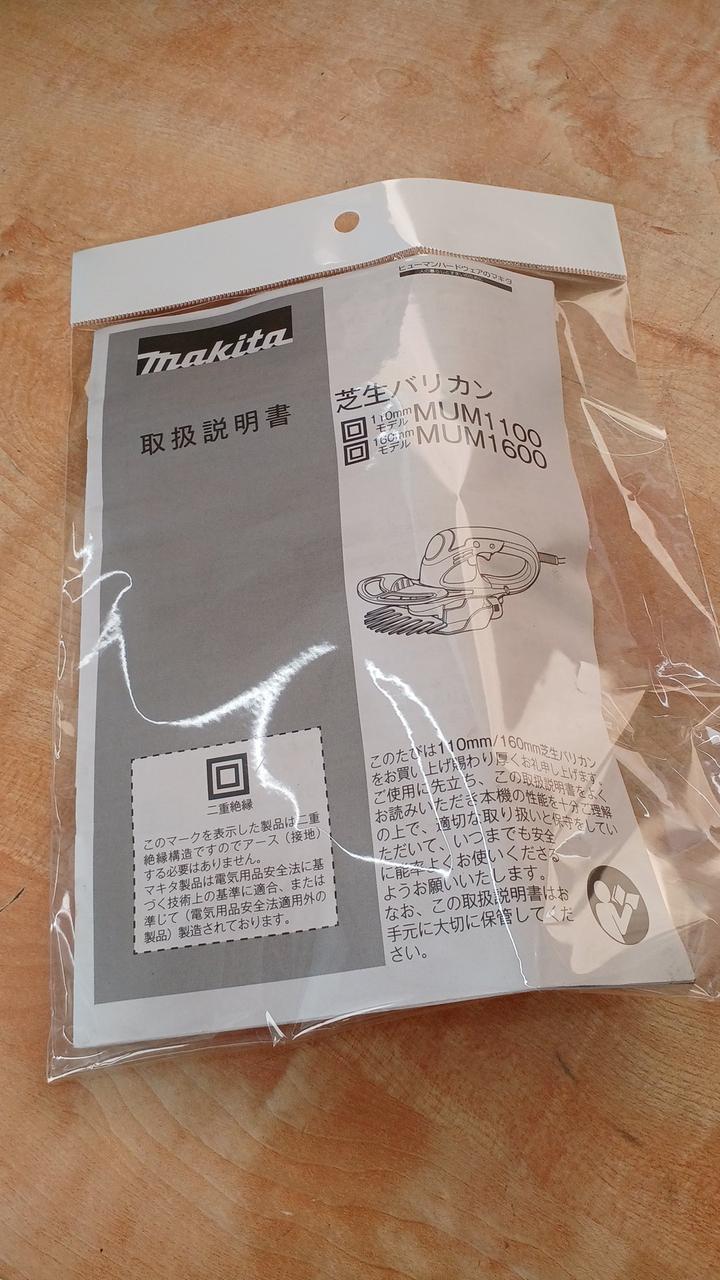 ヒューマンハードウェアのマキタ
makita
取扱説明書
芝生バリカン
110mm
モデル MUM1100
160mm
モデル MUM1600
二重絶縁
このマークを表示した製品は二重
絶縁構造ですのでアース（接地）
する必要はありません。
マキタ製品は電気用品安全法に基
づく技術上の基準に適合、または
準じて（電気用品安全法適用外の
製品）製造されております。
このたびは110mm/160mm芝生バリカン
をお買い上げ賜わり厚くお礼申し上げます。
ご使用に先立ち、この取扱説明書をよく
お読みいただき本機の性能を十分ご理解
の上で、適切な取り扱いと保守をしてい
ただいて、いつまでも安全
に能率よくお使いくださる
ようお願いいたします。
なお、この取扱説明書はお
手元に大切に保管してくだ
さい。